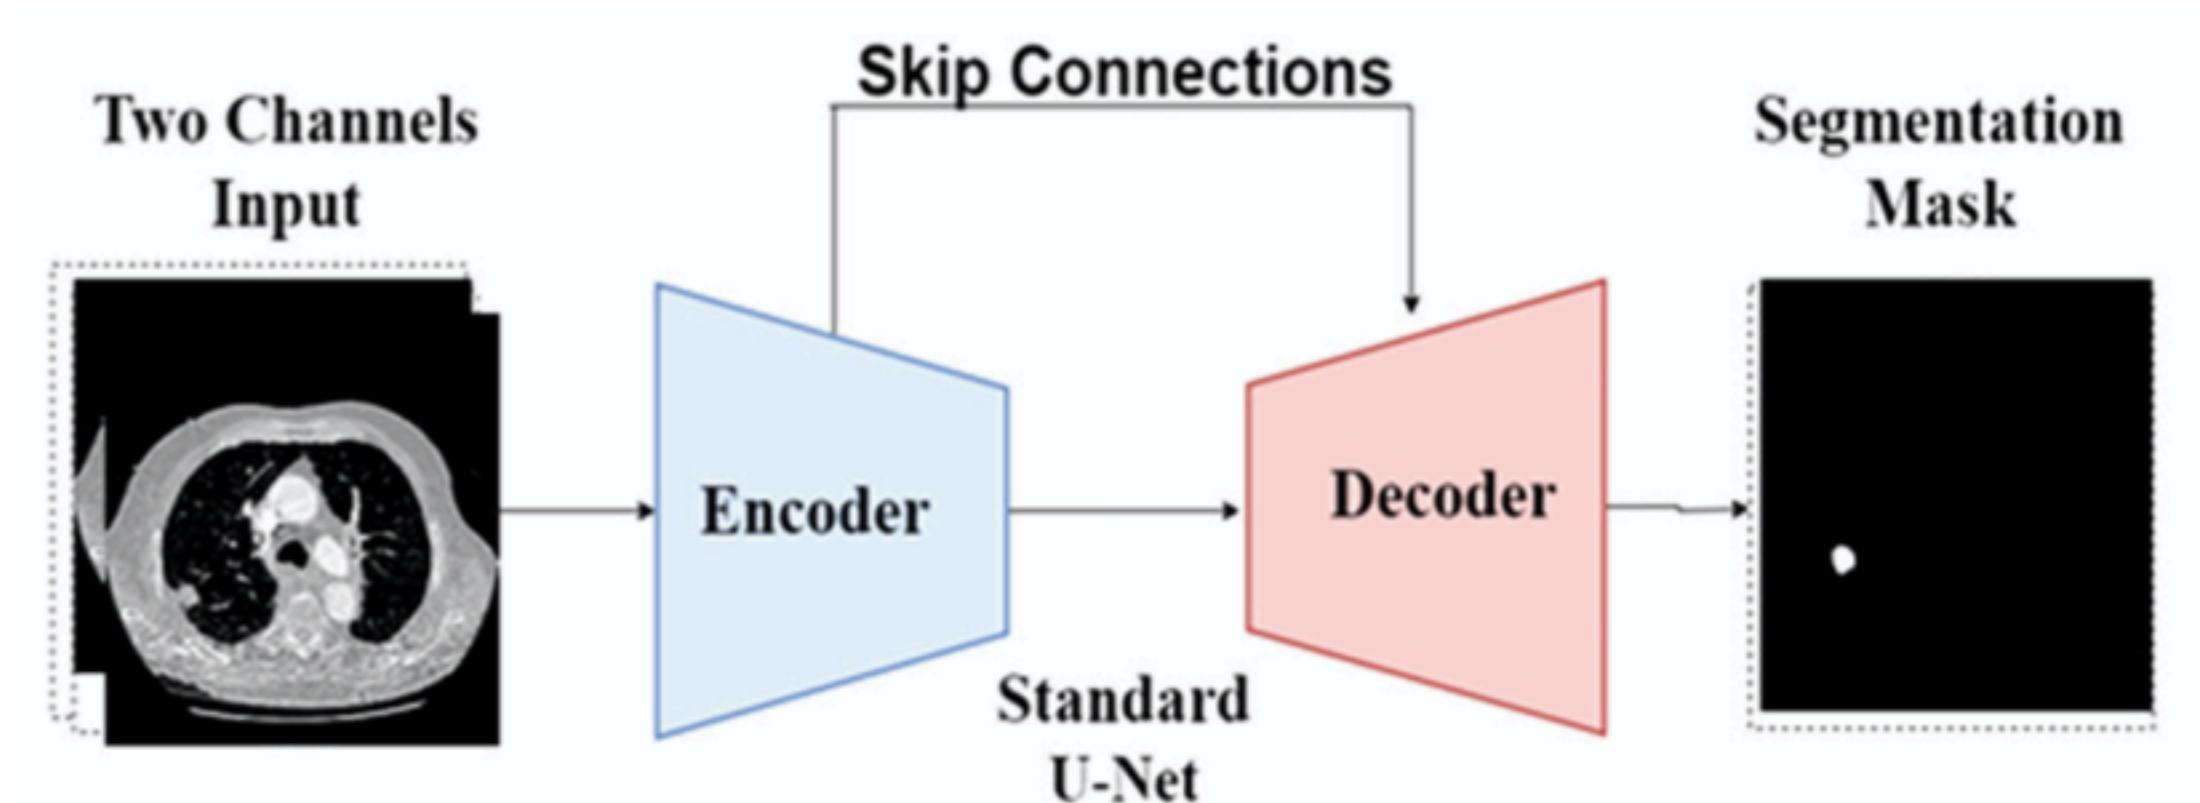 Skip Connections
Two Channels
Input
Segmentation
Mask
Encoder
Decoder
Standard
U-Net